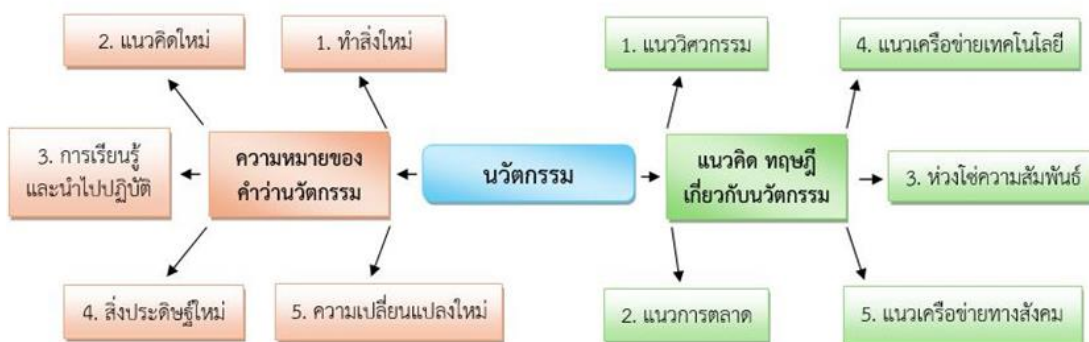 2. แนวคิดใหม่
1. ทำสิ่งใหม่
1. แนววิศวกรรม
4. แนวเครือข่ายเทคโนโลยี
3. การเรียนรู้
และนำไปปฏิบัติ
ความหมายของ
คำว่านวัตกรรม
นวัตกรรม
แนวคิด ทฤษฎี
เกี่ยวกับนวัตกรรม
3. ห่วงโซ่ความสัมพันธ์
4. สิ่งประดิษฐ์ใหม่
5. ความเปลี่ยนแปลงใหม่
2. แนวการตลาด
5. แนวเครือข่ายทางสังคม